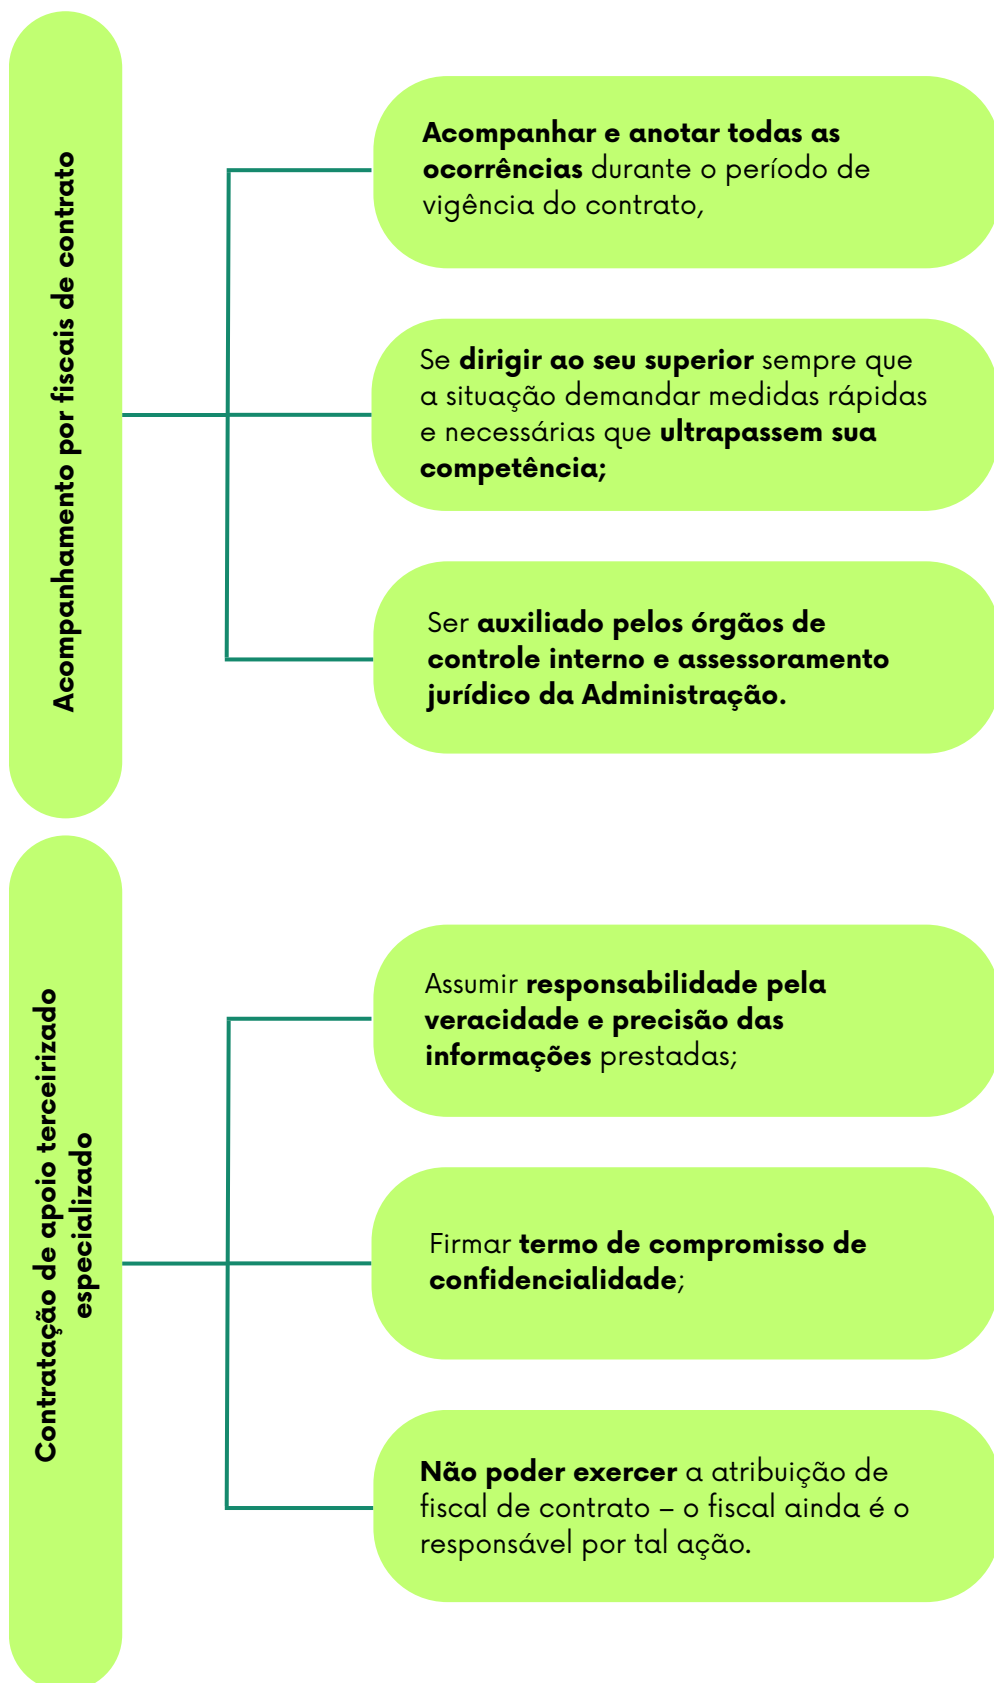 Acompanhamento por fiscais de contrato
Acompanhar e anotar todas as
ocorrências durante o período de
vigência do contrato,
Se dirigir ao seu superior sempre que
a situação demandar medidas rápidas
e necessárias que ultrapassem sua
competência;
Ser auxiliado pelos órgãos de
controle interno e assessoramento
jurídico da Administração.
Contratação de apoio terceirizado
especializado
Assumir responsabilidade pela
veracidade e precisão das
informações prestadas;
Firmar termo de compromisso de
confidencialidade;
Não poder exercer a atribuição de
fiscal de contrato – o fiscal ainda é o
responsável por tal ação.